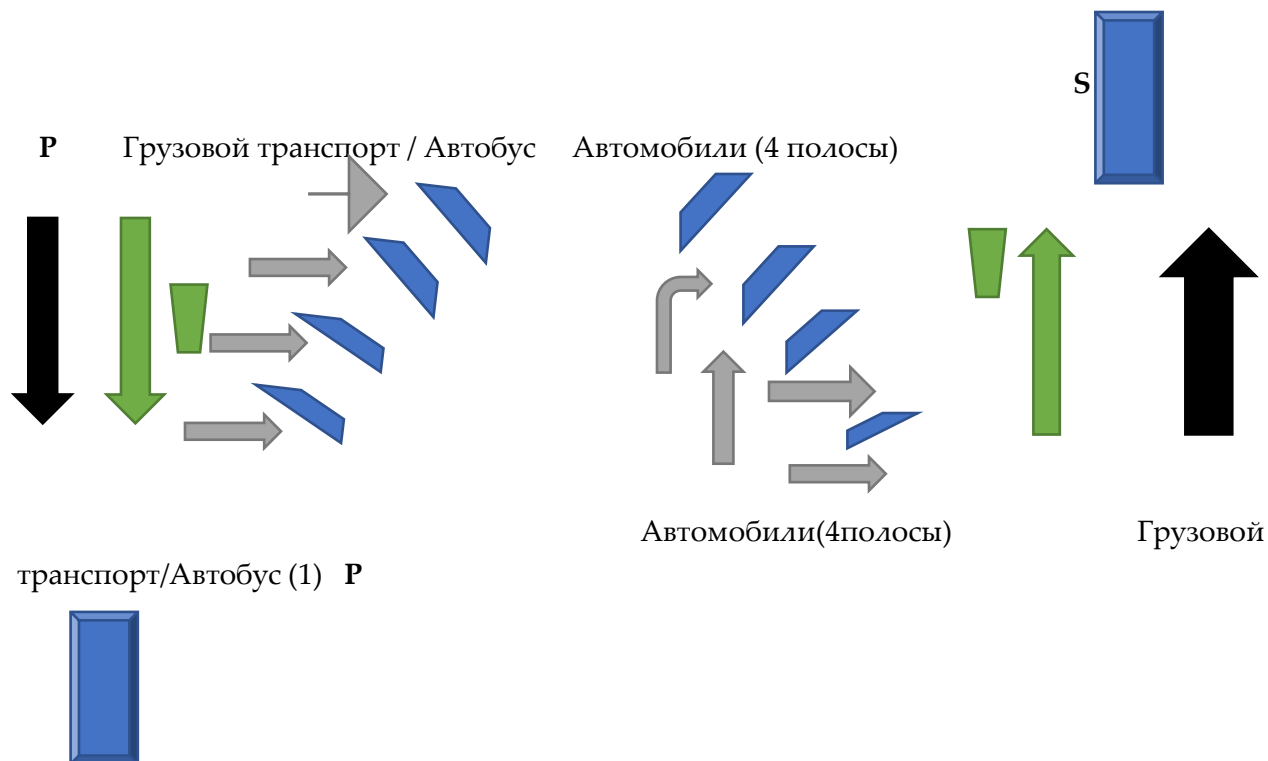 S
P Грузовой транспорт / Автобус Автомобили (4 полосы)
Автомобили(4полосы) Грузовой
транспорт/Автобус (1) P